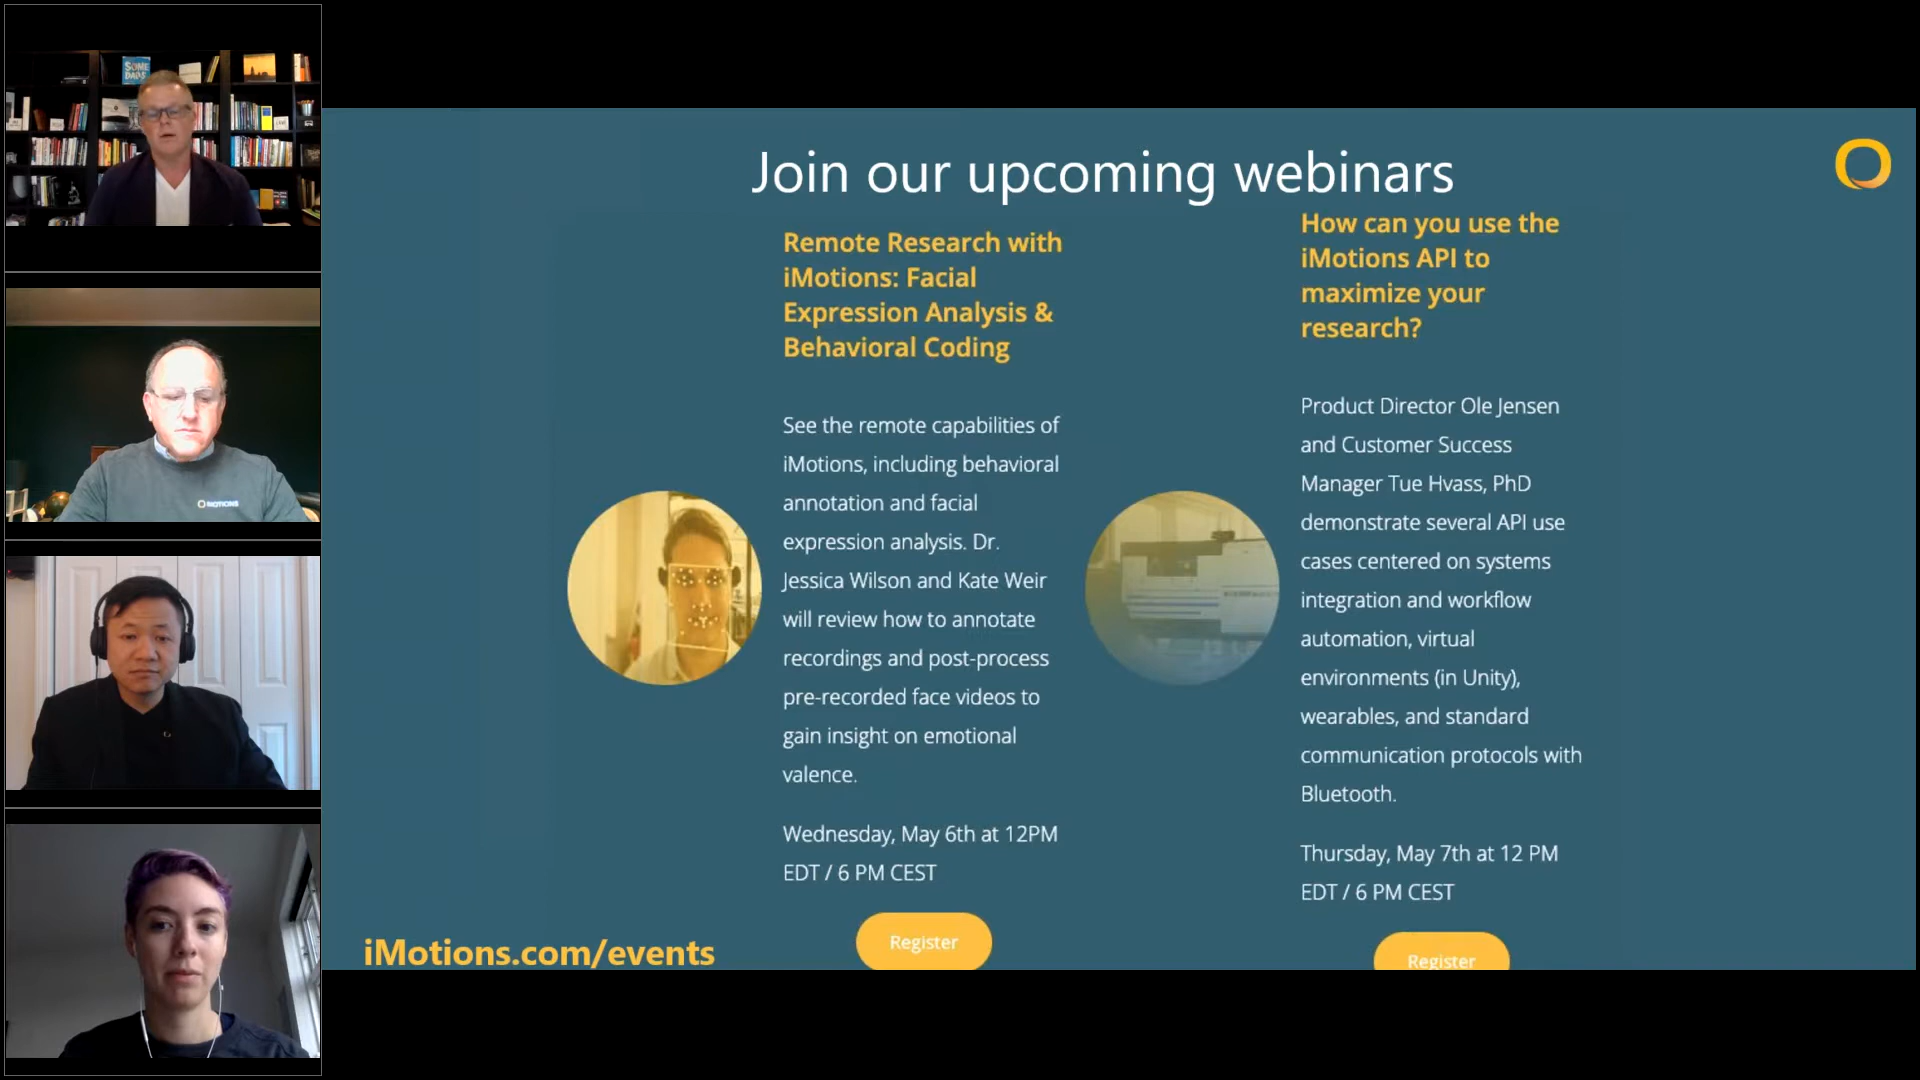 SOME
DAYS
iMOTIONS
Join our upcoming webinars
Remote Research with
iMotions: Facial
Expression Analysis &
Behavioral Coding
See the remote capabilities of
iMotions, including behavioral
annotation and facial
expression analysis. Dr.
Jessica Wilson and Kate Weir
will review how to annotate
recordings and post-process
pre-recorded face videos to
gain insight on emotional
valence.
Wednesday, May 6th at 12PM
EDT / 6 PM CEST
Register
How can you use the
iMotions API to
maximize your
research?
Product Director Ole Jensen
and Customer Success
Manager Tue Hvass, PhD
demonstrate several API use
cases centered on systems
integration and workflow
automation, virtual
environments (in Unity),
wearables, and standard
communication protocols with
Bluetooth.
Thursday, May 7th at 12 PM
EDT / 6 PM CEST
Register
iMotions.com/events